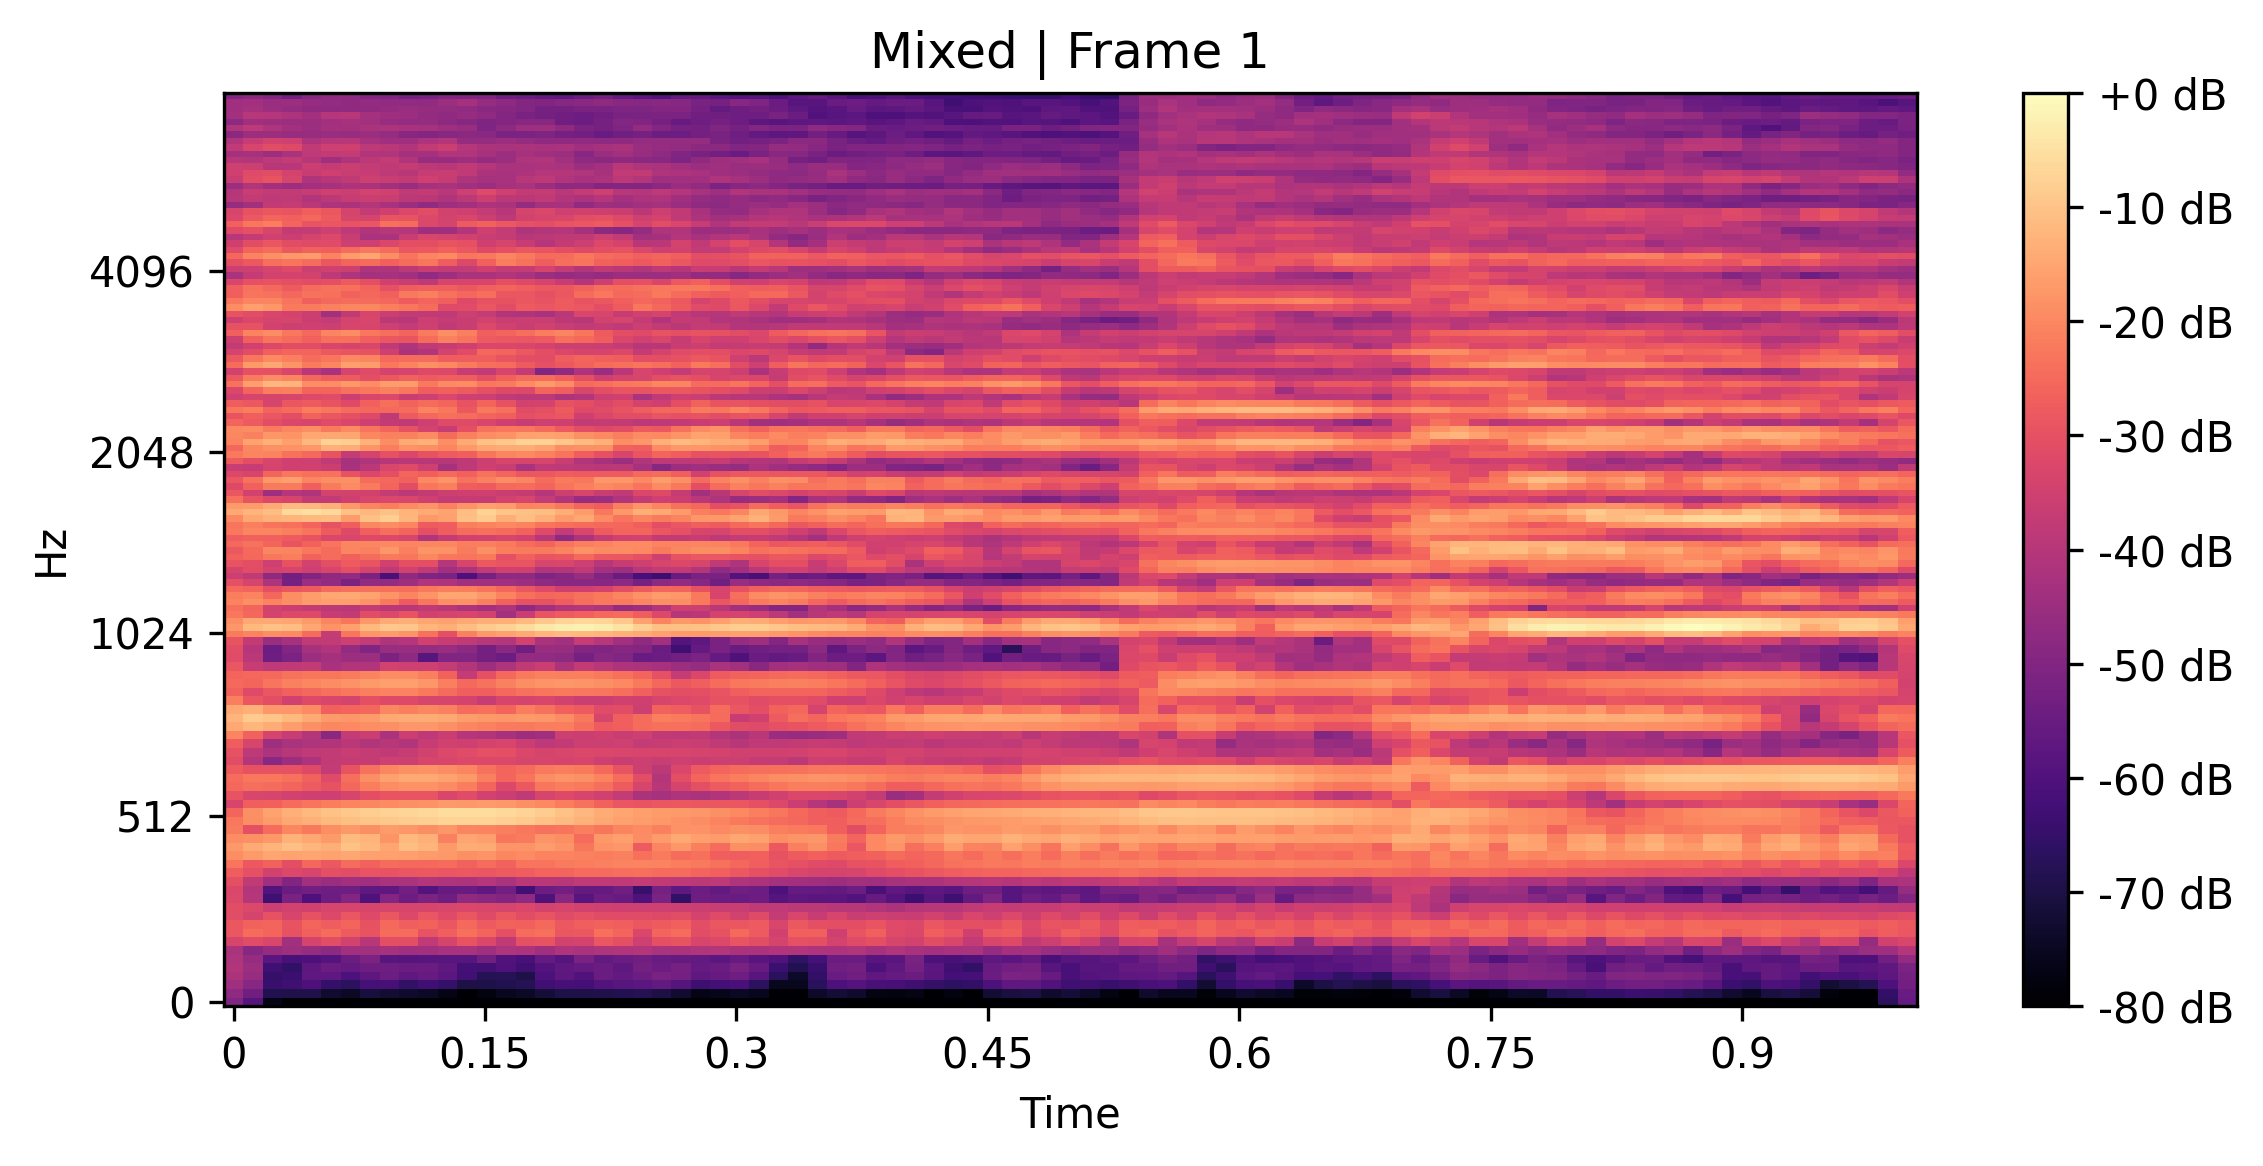 Mixed | Frame 1
Hz
4096
2048
1024
512
0
0 0.15 0.3 0.45 0.6 0.75 0.9
Time
+0 dB
-10 dB
-20 dB
-30 dB
-40 dB
-50 dB
-60 dB
-70 dB
-80 dB